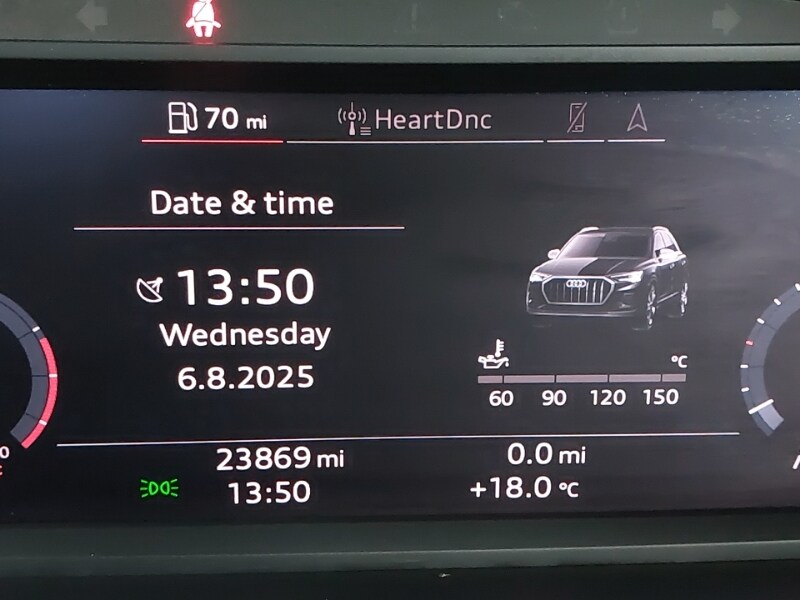 70 mi
HeartDnc
Date & time
13:50
Wednesday
6.8.2025
°C
60 90 120 150
23869 mi
0.0 mi
13:50
+18.0 °C